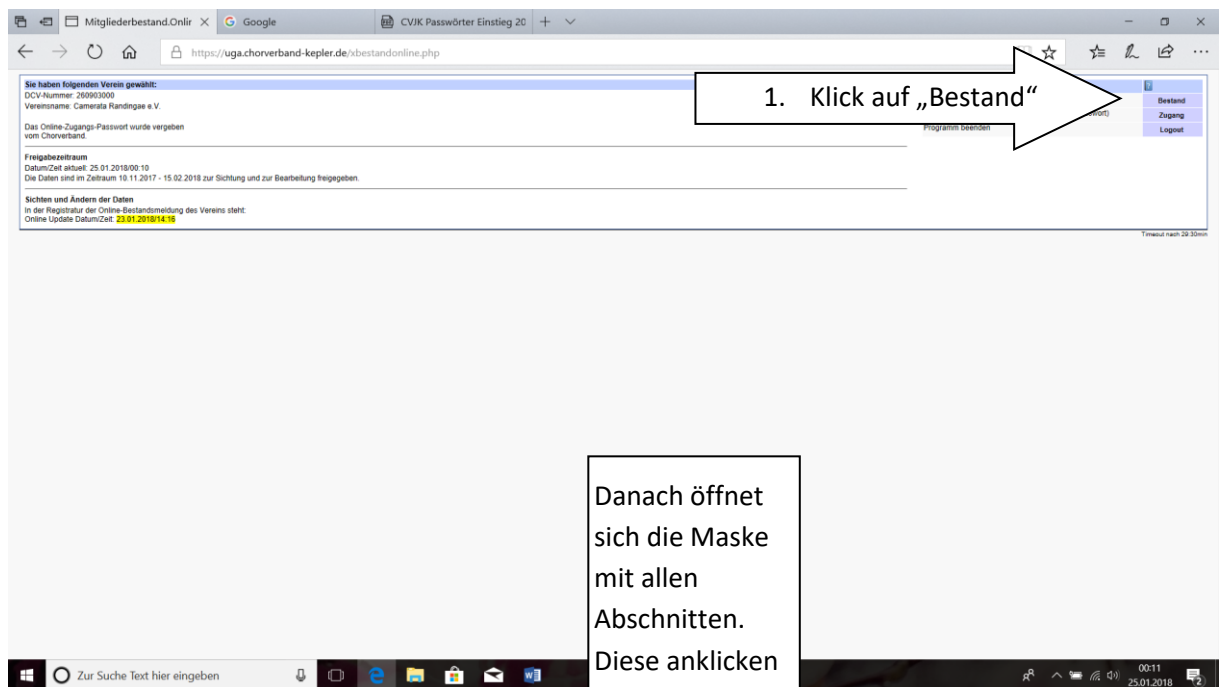 Mitgliederbestand.Onlir
Google
CVJK Passwörter Einstieg 20
https://uga.chorverband-kepler.de/xbestandonline.php
Sie haben folgenden Verein gewählt:
DCV-Nummer: 260903000
Vereinsname: Camerata Randingae e.V.
Das Online-Zugangs-Passwort wurde vergeben
vom Chorverband.
Freigabezeitraum
Datum/Zeit aktuell: 25.01.2018/00:10
Die Daten sind im Zeitraum 10.11.2017 - 15.02.2018 zur Sichtung und zur Bearbeitung freigegeben.
Sichten und Ändern der Daten
In der Registratur der Online-Bestandsmeldung des Vereins steht:
Online Update Datum/Zeit: 23.01.2018/14:16
1. Klick auf „Bestand“
Bestand
Zugang
Programm beenden
Logout
Timeout nach 29:30min
Danach öffnet
sich die Maske
mit allen
Abschnitten.
Diese anklicken
Zur Suche Text hier eingeben
00:11
25.01.2018